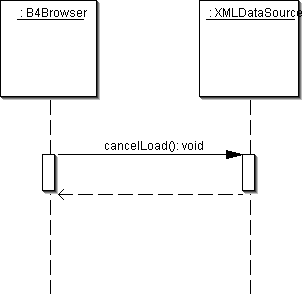 : B4Browser
: XMLDataSource
cancelLoad(): void